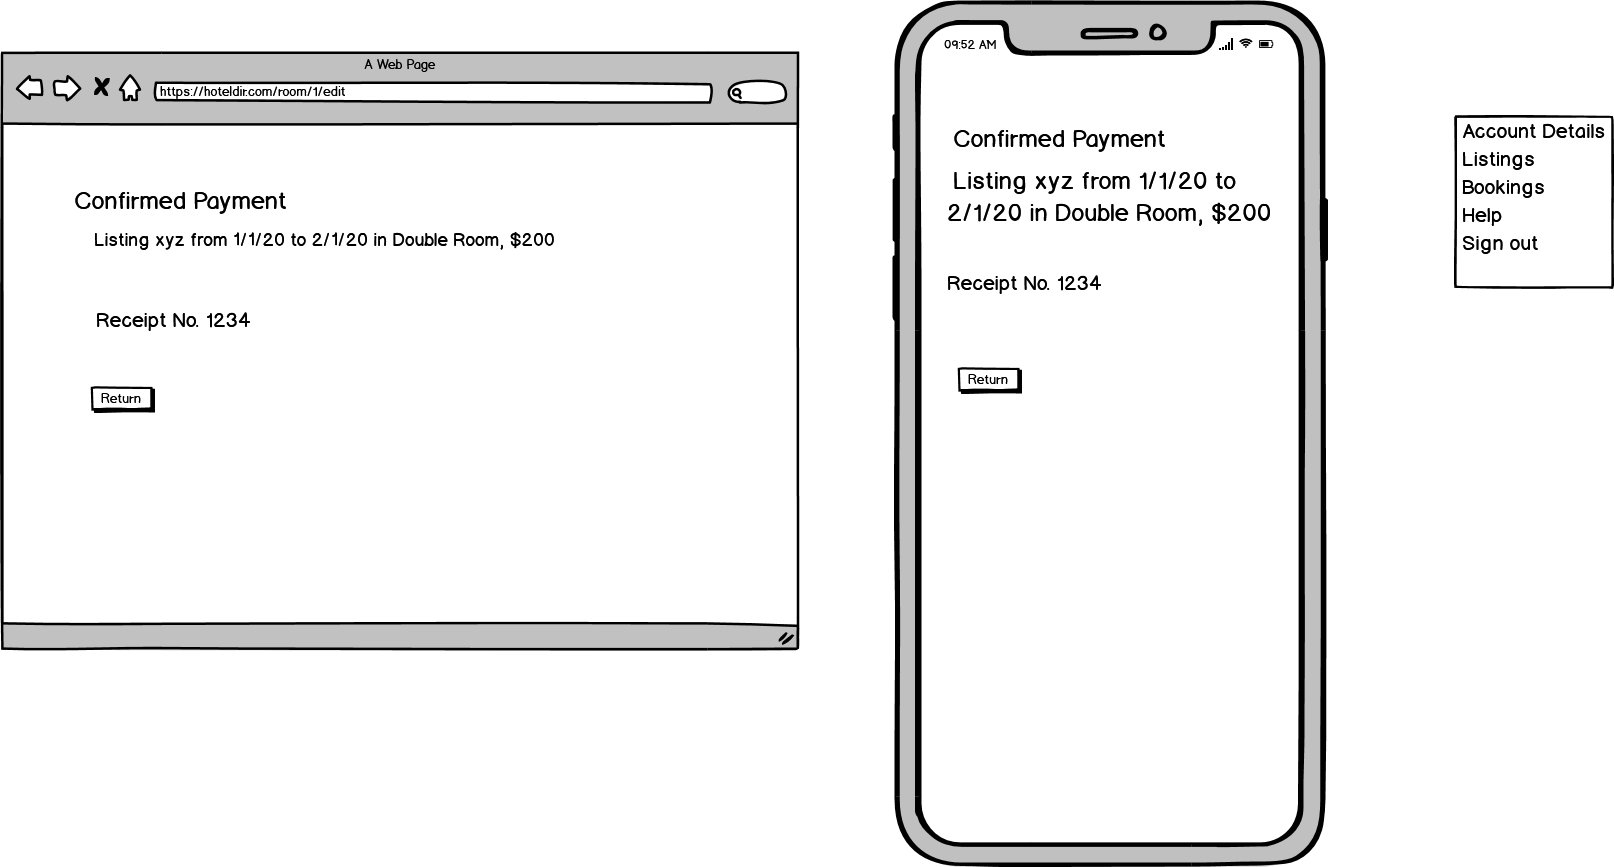 A Web Page
https://hoteldir.com/room/1/edit
Confirmed Payment
Listing xyz from 1/1/20 to 2/1/20 in Double Room, $200
Receipt No. 1234
Return
09:52 AM
Confirmed Payment
Listing xyz from 1/1/20 to
2/1/20 in Double Room, $200
Receipt No. 1234
Return
Account Details
Listings
Bookings
Help
Sign out